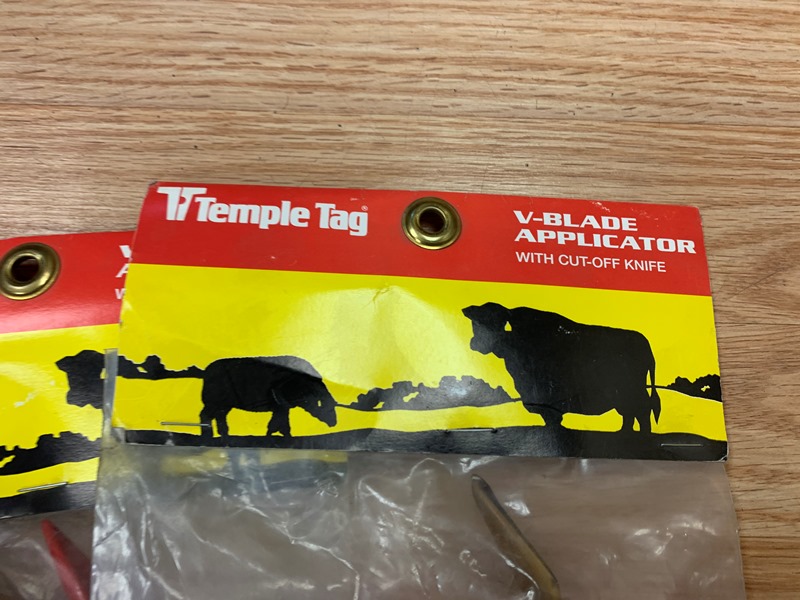 Temple Tag®
V-BLADE
APPLICATOR
WITH CUT-OFF KNIFE